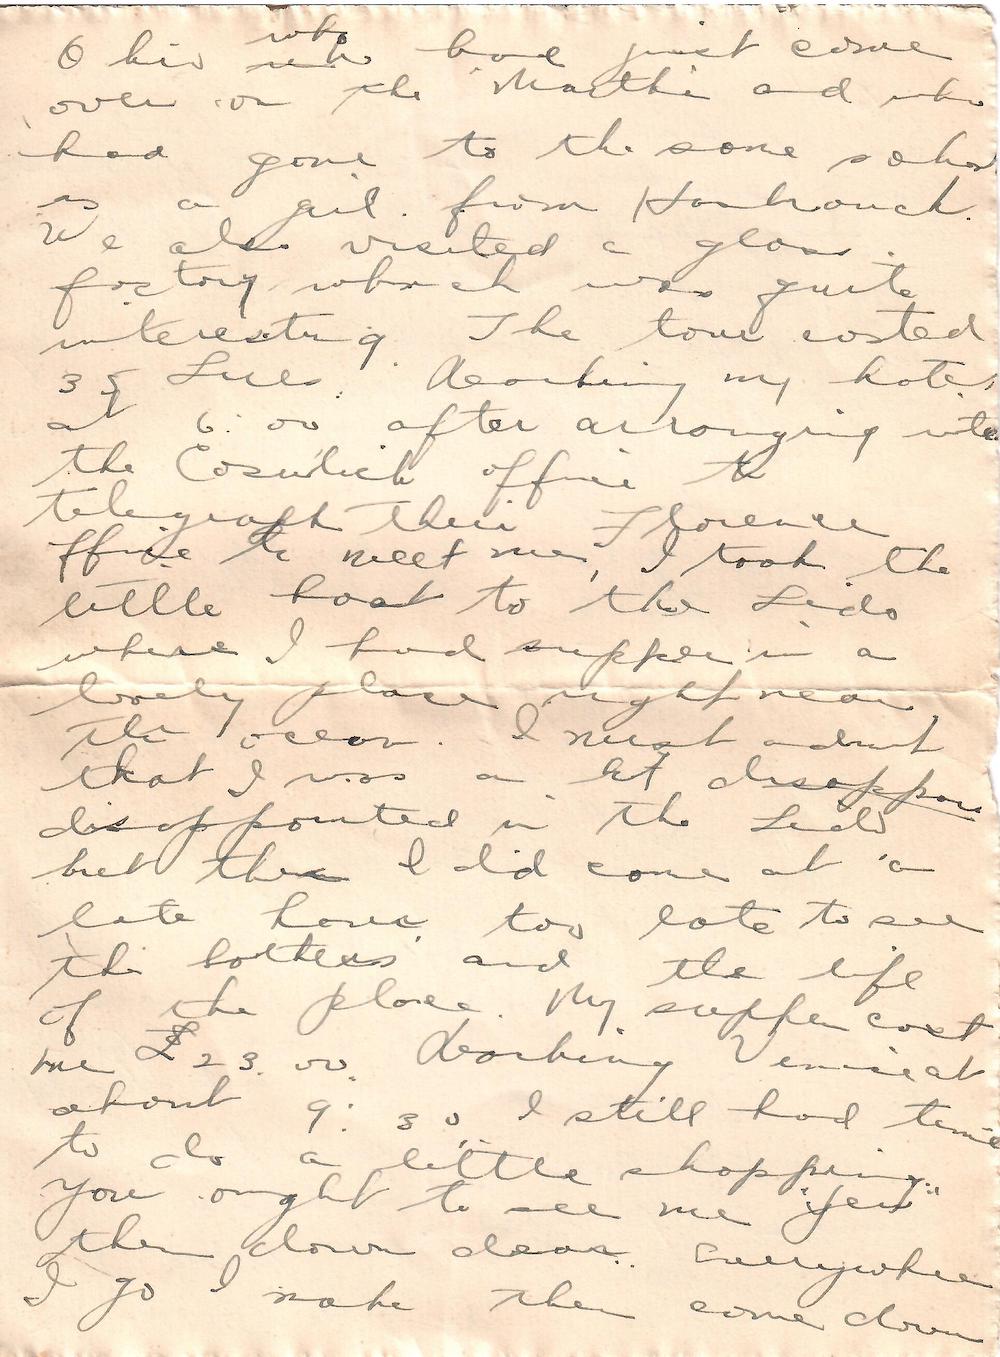 Ohio who who had just come
over on the "Martha" and who
had gone to the same school
as a girl from
We also visited a glass
factory which was quite
interesting. The tour costed
35 Lires. Reaching my hotel
at 6:00 after arranging with
the Cosulich office to
telegraph their Florence
office to meet me, I took the
little boat to the Lido
where I had supper in a
lovely place right near
the ocean. I must admit
that I was a bit disappoin
disappointed in the Lido
but then I did come at a
late hour, too late to see
the bathers and the life
of the place. My supper cost
me £23.00. Reaching Venice at
about 9:30 I still had time
to do a little shopping.
You ought to see me "jew"
them down dear. Everywhere
I go I make them come down